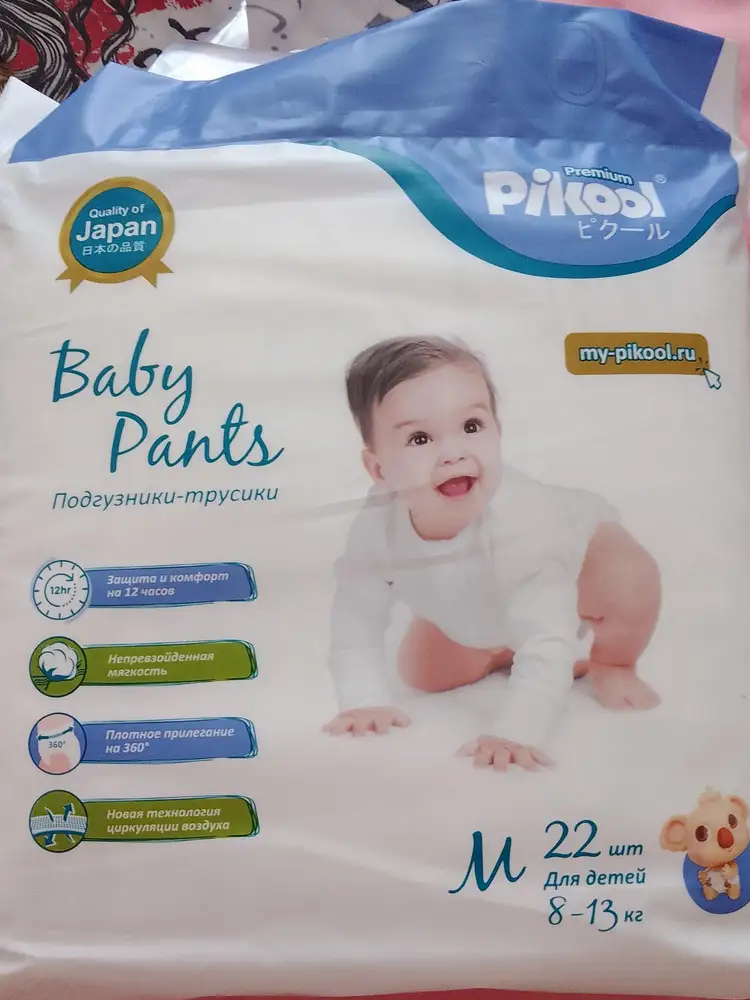 Premium
Pikool®
ピクール
Quality of
Japan
日本の品質
my-pikool.ru
Baby
Pants
Подгузники-трусики
12hr
Защита и комфорт
на 12 часов
Непревзойденная
мягкость
360°
Плотное прилегание
на 360°
Новая технология
циркуляции воздуха
M 22 шт
Для детей
8-13 кг